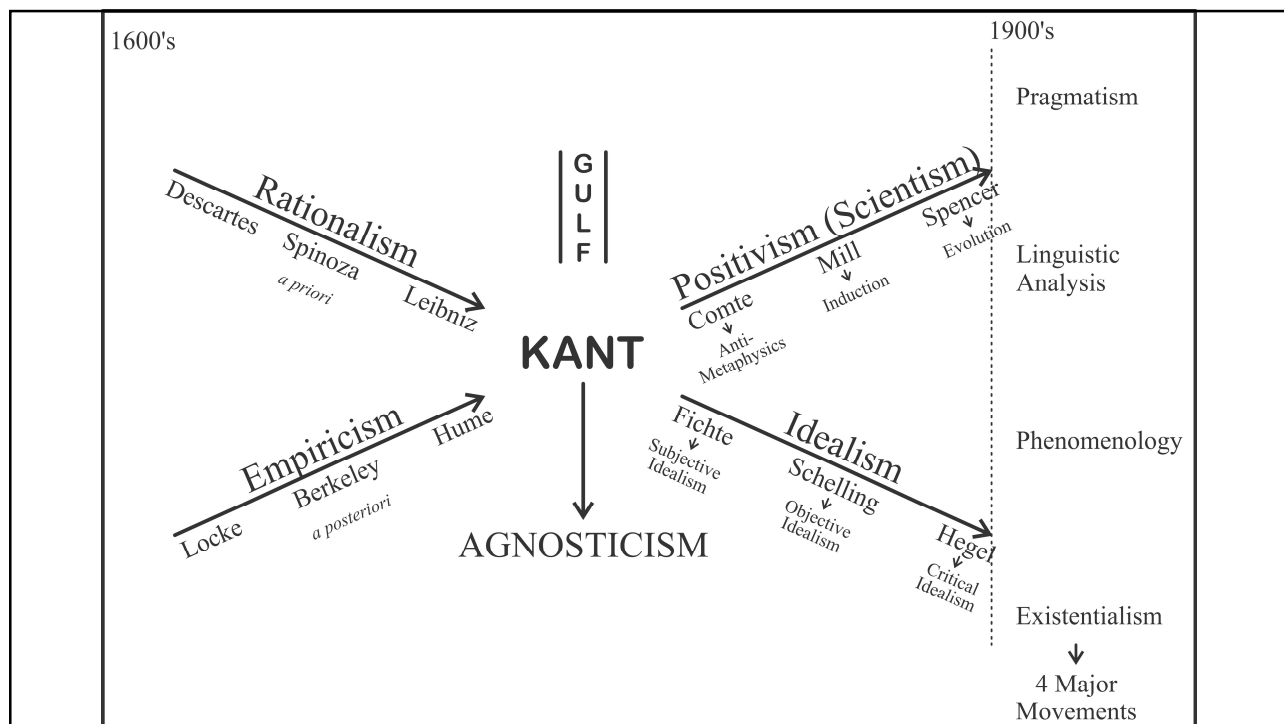 1600's
1900's
Pragmatism
G
U
L
F
Rationalism
Descartes
Spinoza
a priori
Leibniz
Positivism (Scientism)
Spencer
Evolution
Mill
Induction
Comte
Anti-
Metaphysics
Linguistic
Analysis
KANT
Empiricism
Hume
Berkeley
a posteriori
Locke
AGNOSTICISM
Idealism
Fichte
Subjective
Idealism
Schelling
Objective
Idealism
Hegel
Critical
Idealism
Phenomenology
Existentialism
4 Major
Movements